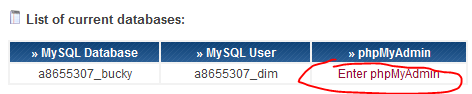 List of current databases:
» MySQL Database » MySQL User » phpMyAdmin
a8655307_bucky a8655307_dim Enter phpMyAdmin